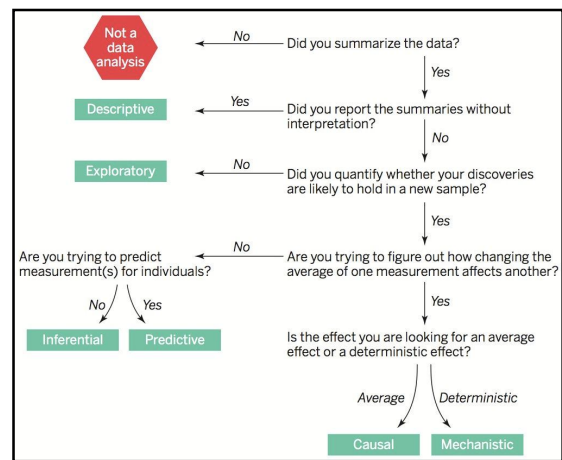 Not a
data
analysis
No
Did you summarize the data?
Yes
Descriptive
Yes
Did you report the summaries without
interpretation?
No
Exploratory
No
Did you quantify whether your discoveries
are likely to hold in a new sample?
Yes
Are you trying to predict
measurement(s) for individuals?
No
Are you trying to figure out how changing the
average of one measurement affects another?
No
Yes
Yes
Inferential
Predictive
Is the effect you are looking for an average
effect or a deterministic effect?
Average
Deterministic
Causal
Mechanistic